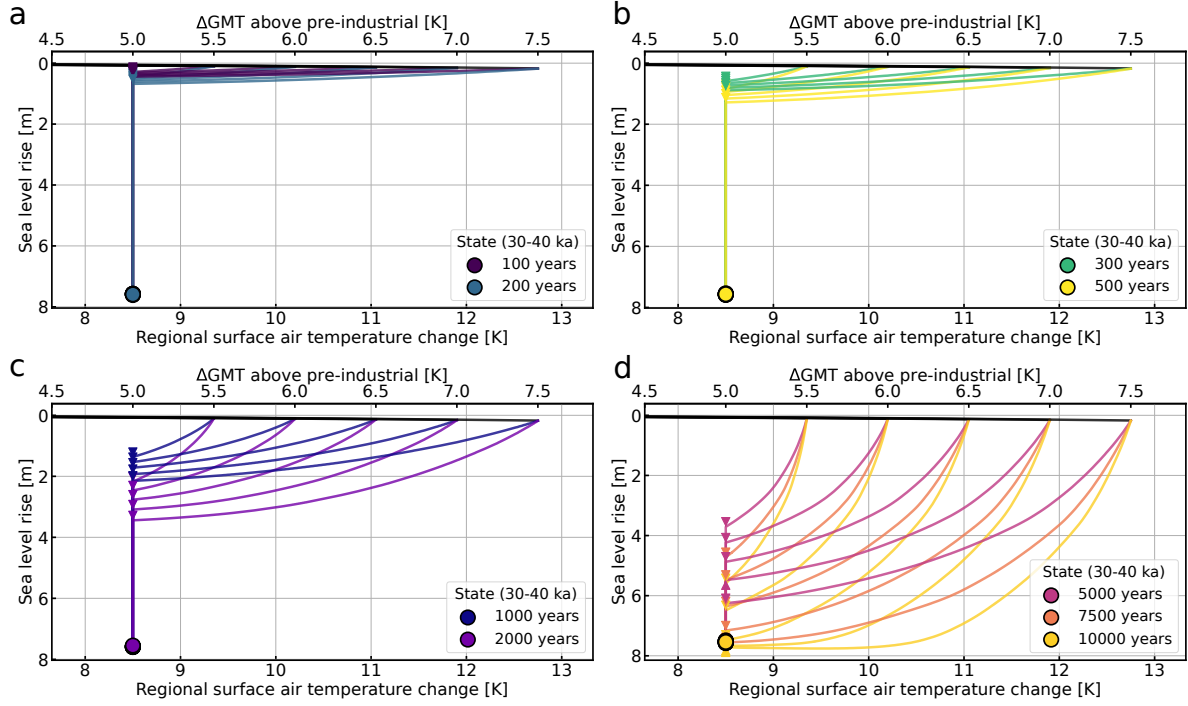 a
ΔGMT above pre-industrial [K]
4.5 5.0 5.5 6.0 6.5 7.0 7.5
Sea level rise [m]
0
2
4
6
8
State (30-40 ka)
100 years
200 years
8 9 10 11 12 13
Regional surface air temperature change [K]
b
ΔGMT above pre-industrial [K]
4.5 5.0 5.5 6.0 6.5 7.0 7.5
Sea level rise [m]
0
2
4
6
8
State (30-40 ka)
300 years
500 years
8 9 10 11 12 13
Regional surface air temperature change [K]
c
ΔGMT above pre-industrial [K]
4.5 5.0 5.5 6.0 6.5 7.0 7.5
Sea level rise [m]
0
2
4
6
8
State (30-40 ka)
1000 years
2000 years
8 9 10 11 12 13
Regional surface air temperature change [K]
d
ΔGMT above pre-industrial [K]
4.5 5.0 5.5 6.0 6.5 7.0 7.5
Sea level rise [m]
0
2
4
6
8
State (30-40 ka)
5000 years
7500 years
10000 years
8 9 10 11 12 13
Regional surface air temperature change [K]